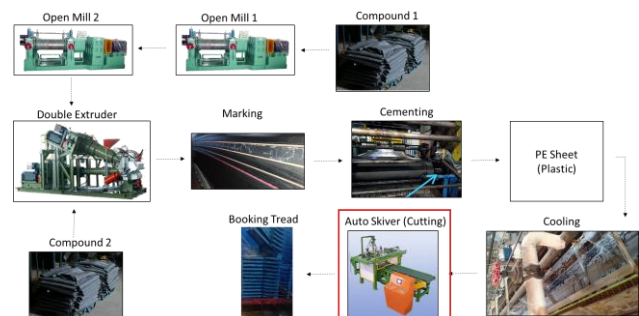 Open Mill 2
Open Mill 1
Compound 1
Double Extruder
Marking
Cementing
PE Sheet
(Plastic)
Booking Tread
Auto Skiver (Cutting)
Cooling
Compound 2